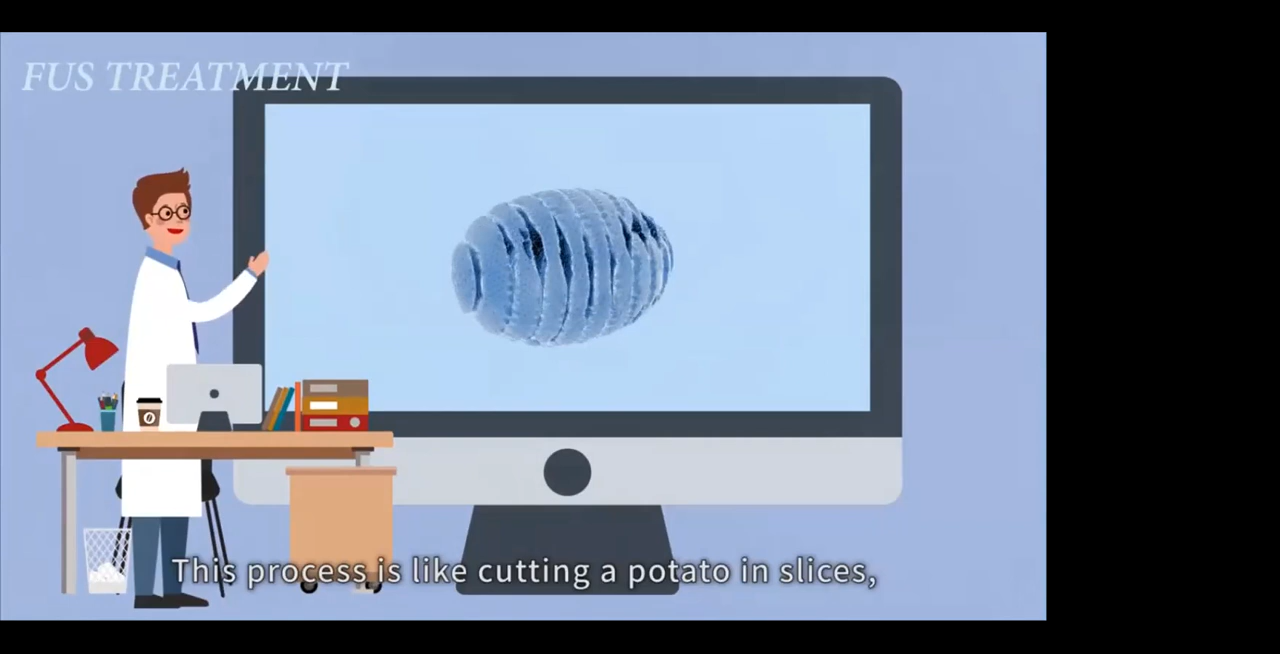 FUS TREATMENT
This process is like cutting a potato in slices,